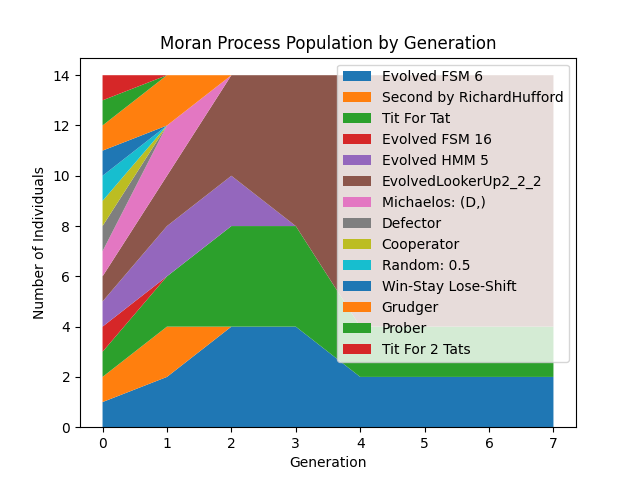 Moran Process Population by Generation
Number of Individuals
14
12
10
8
6
4
2
0
Evolved FSM 6
Second by RichardHufford
Tit For Tat
Evolved FSM 16
Evolved HMM 5
EvolvedLookerUp2_2_2
Michaelos: (D,)
Defector
Cooperator
Random: 0.5
Win-Stay Lose-Shift
Grudger
Prober
Tit For 2 Tats
0 1 2 3 4 5 6 7
Generation